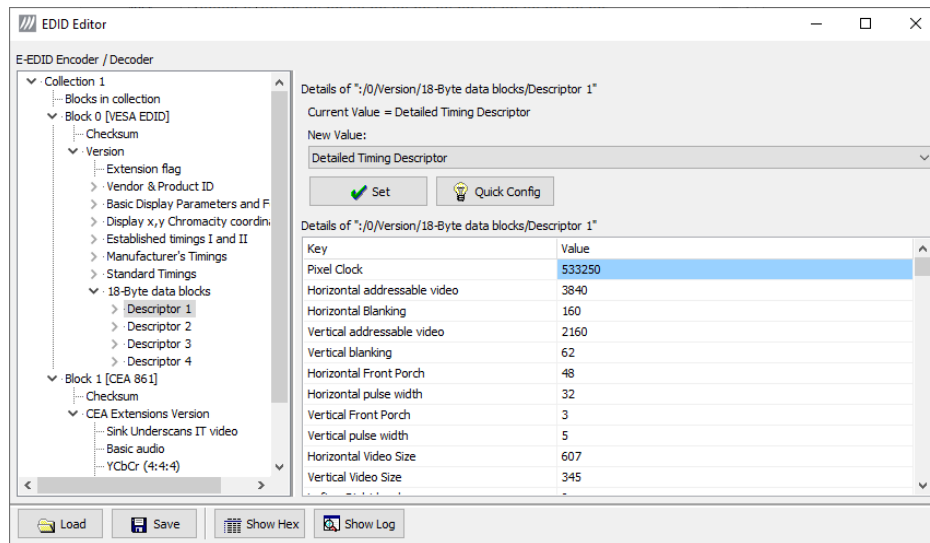 EDID Editor
E-EDID Encoder / Decoder
Collection 1
Blocks in collection
Block 0 [VESA EDID]
Checksum
Version
Extension flag
Vendor & Product ID
Basic Display Parameters and F
Display x,y Chromacity coordin
Established timings I and II
Manufacturer's Timings
Standard Timings
18-Byte data blocks
Descriptor 1
Descriptor 2
Descriptor 3
Descriptor 4
Block 1 [CEA 861]
Checksum
CEA Extensions Version
Sink Underscans IT video
Basic audio
YCbCr (4:4:4)
Details of ":/0/Version/18-Byte data blocks/Descriptor 1"
Current Value = Detailed Timing Descriptor
New Value:
Detailed Timing Descriptor
Set Quick Config
Details of ":/0/Version/18-Byte data blocks/Descriptor 1"
Key Value
Pixel Clock 533250
Horizontal addressable video 3840
Horizontal Blanking 160
Vertical addressable video 2160
Vertical blanking 62
Horizontal Front Porch 48
Horizontal pulse width 32
Vertical Front Porch 3
Vertical pulse width 5
Horizontal Video Size 607
Vertical Video Size 345
Load Save Show Hex Show Log